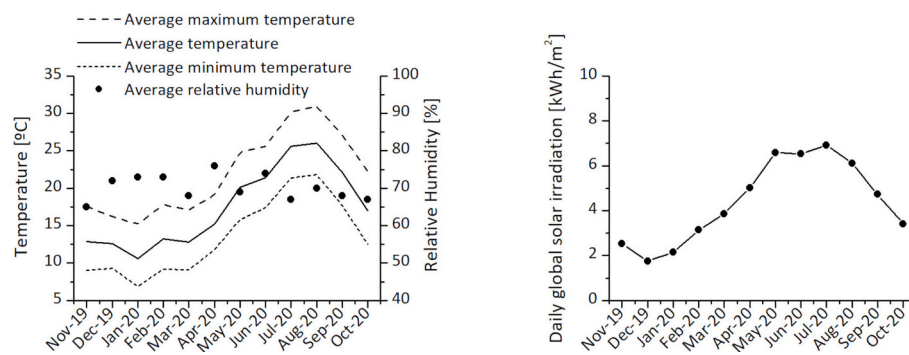 Average maximum temperature
Average temperature
Average minimum temperature
Average relative humidity
Temperature [ºC]
35
30
25
20
15
10
5
Relative Humidity [%]
100
90
80
70
60
50
40
Nov-19
Dec-19
Jan-20
Feb-20
Mar-20
Apr-20
May-20
Jun-20
Jul-20
Aug-20
Sep-20
Oct-20
Daily global solar irradiation [kWh/m²]
10
8
6
4
2
0
Nov-19
Dec-19
Jan-20
Feb-20
Mar-20
Apr-20
May-20
Jun-20
Jul-20
Aug-20
Sep-20
Oct-20